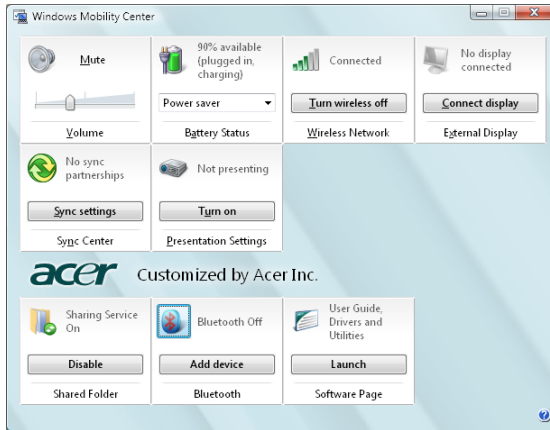 Windows Mobility Center
Mute
Volume
90% available
(plugged in,
charging)
Power saver
Battery Status
Connected
Turn wireless off
Wireless Network
No display
connected
Connect display
External Display
No sync
partnerships
Sync settings
Sync Center
Not presenting
Turn on
Presentation Settings
acer Customized by Acer Inc.
Sharing Service
On
Disable
Shared Folder
Bluetooth Off
Add device
Bluetooth
User Guide,
Drivers and
Utilities
Launch
Software Page